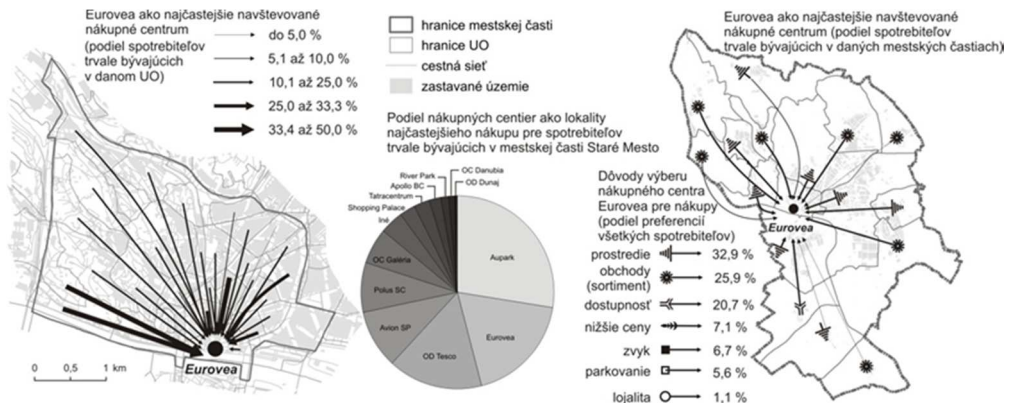 Eurovea ako najčastejšie navštevované
nákupné centrum
(podiel spotrebiteľov
trvale bývajúcich
v danom UO)
do 5,0 %
5,1 až 10,0 %
10,1 až 25,0 %
25,0 až 33,3 %
33,4 až 50,0 %
hranice mestskej časti
hranice UO
cestná sieť
zastavané územie
Eurovea
0 0,5 1 km
Podiel nákupných centier ako lokality
najčastejšieho nákupu pre spotrebiteľov
trvale bývajúcich v mestskej časti Staré Mesto
OC Danubia
River Park
OD Dunaj
Apollo BC
Tatracentrum
Shopping Palace
Iné
OC Galéria
Polus SC
Avion SP
OD Tesco
Eurovea
Aupark
Eurovea ako najčastejšie navštevované
nákupné centrum (podiel spotrebiteľov
trvale bývajúcich v daných mestských častiach)
Dôvody výberu
nákupného centra
Eurovea pre nákupy
(podiel preferencií
všetkých spotrebiteľov)
prostredie 32,9 %
obchody
(sortiment) 25,9 %
dostupnosť 20,7 %
nižšie ceny 7,1 %
zvyk 6,7 %
parkovanie 5,6 %
lojalita 1,1 %
Eurovea